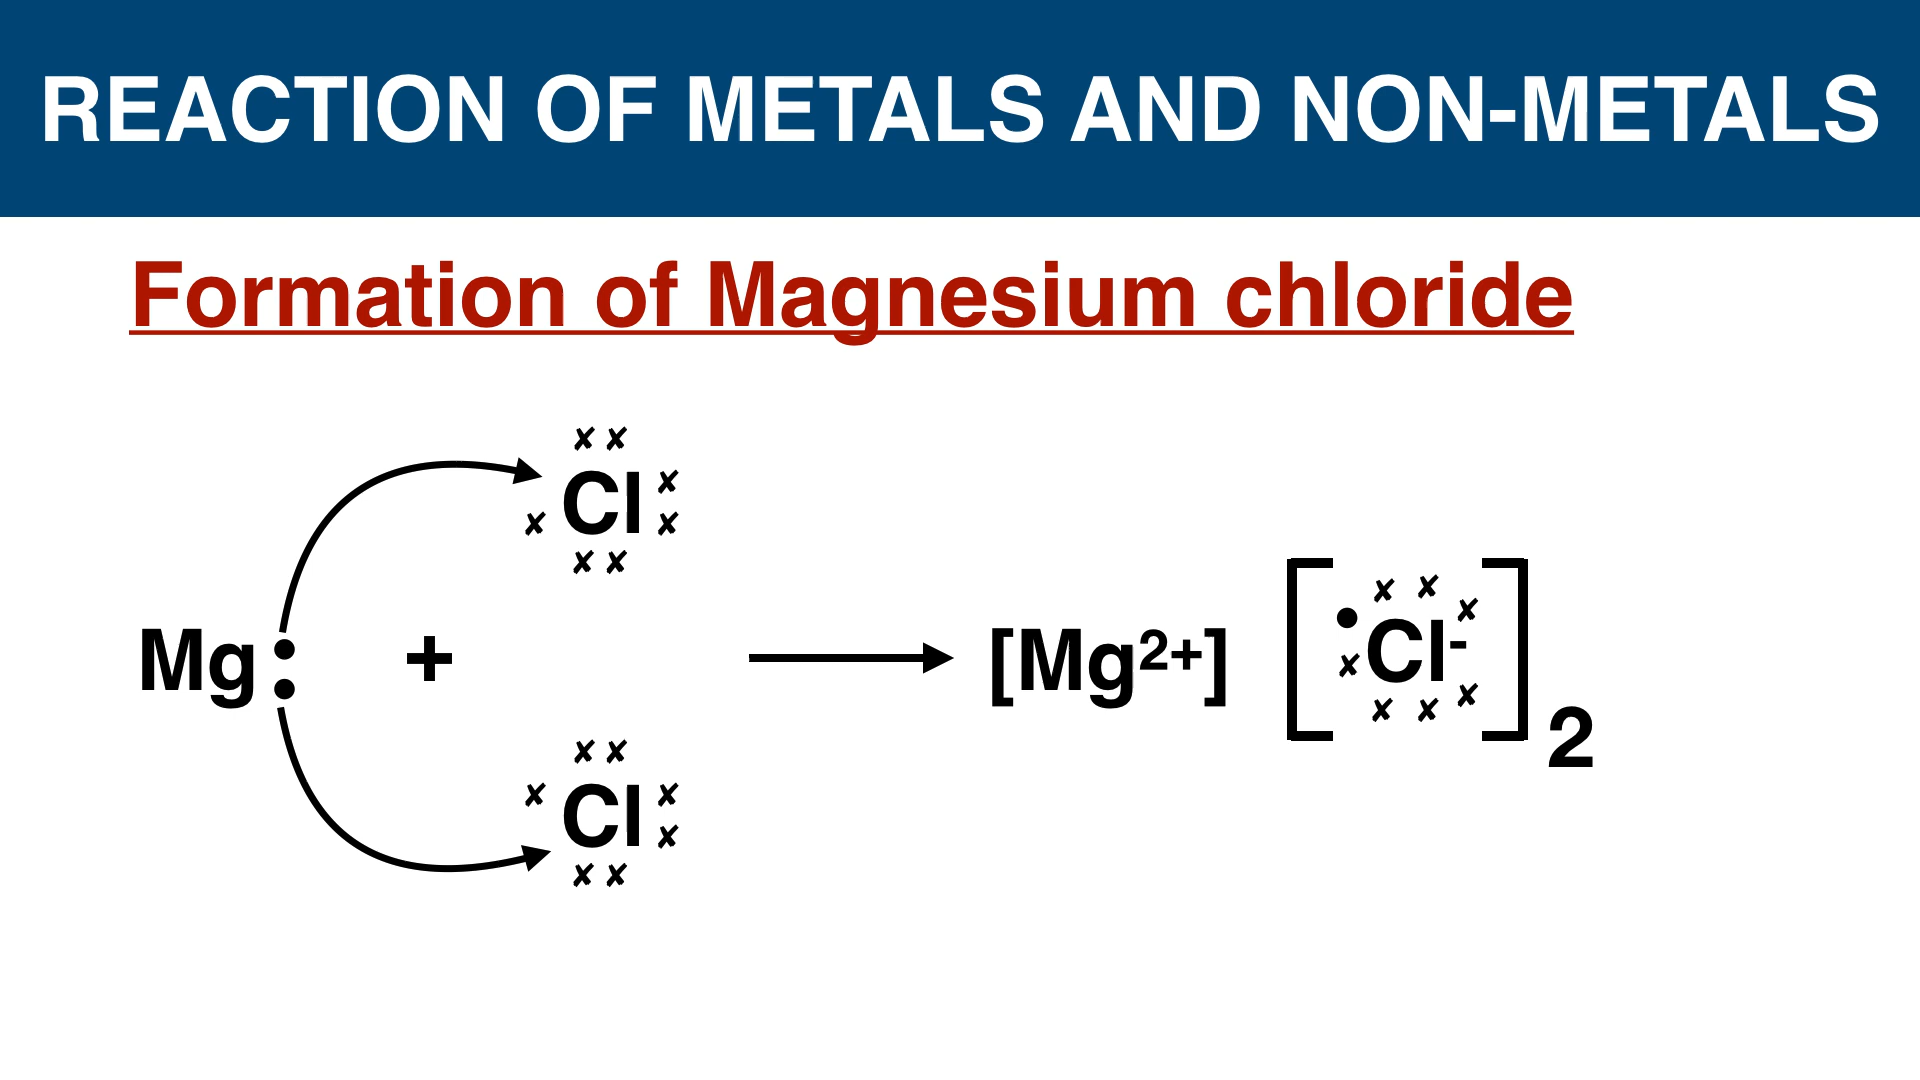 REACTION OF METALS AND NON-METALS
Formation of Magnesium chloride
Cl
Mg + [Mg²⁺] [Cl⁻]₂
Cl